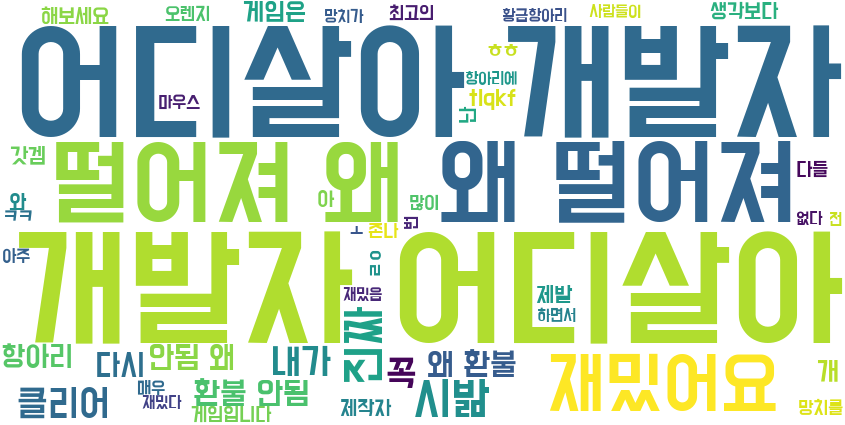 해보세요 오렌지 게임은 망치가 최고의 황금항아리 사람들이 생각보다
어디살아 개발자
ㅎㅎ
항아리에
마우스 tlqkf
갓겜 떨어져 왜 왜 떨어져 다들
와 아 많이
ㅋㅋ ㅗ 존나 없다 전
개발자 어디살아
아주 ㄹㅇ
재밌음 제발
하면서
항아리 다시 안됨 왜 내가 진짜 꼭 왜 환불 재밌어요 개
클리어 매우 환불 안됨 시밞
재밌다 게임입니다 제작자 망치를